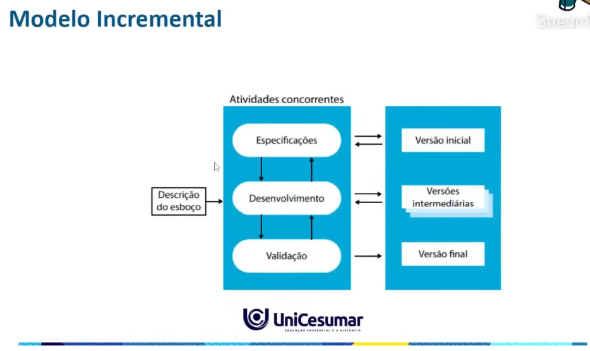 Modelo Incremental
Stream
Atividades concorrentes
Especificações
Versão inicial
Descrição
do esboço
Desenvolvimento
Versões
intermediárias
Validação
Versão final
UniCesumar
EDUCAÇÃO PRESENCIAL E A DISTÂNCIA